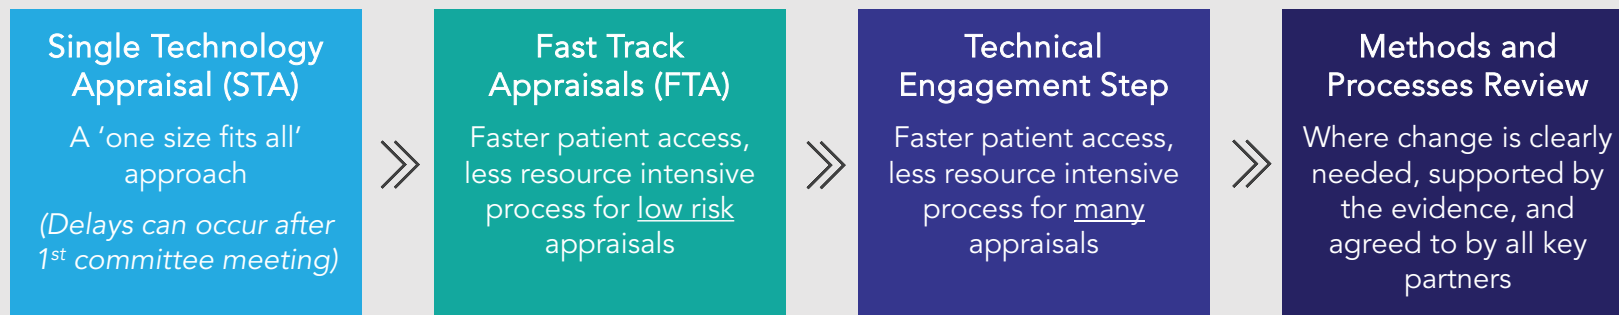 Single Technology
Appraisal (STA)
A ‘one size fits all’
approach
(Delays can occur after
1st committee meeting)
Fast Track
Appraisals (FTA)
Faster patient access,
less resource intensive
process for low risk
appraisals
Technical
Engagement Step
Faster patient access,
less resource intensive
process for many
appraisals
Methods and
Processes Review
Where change is clearly
needed, supported by
the evidence, and
agreed to by all key
partners